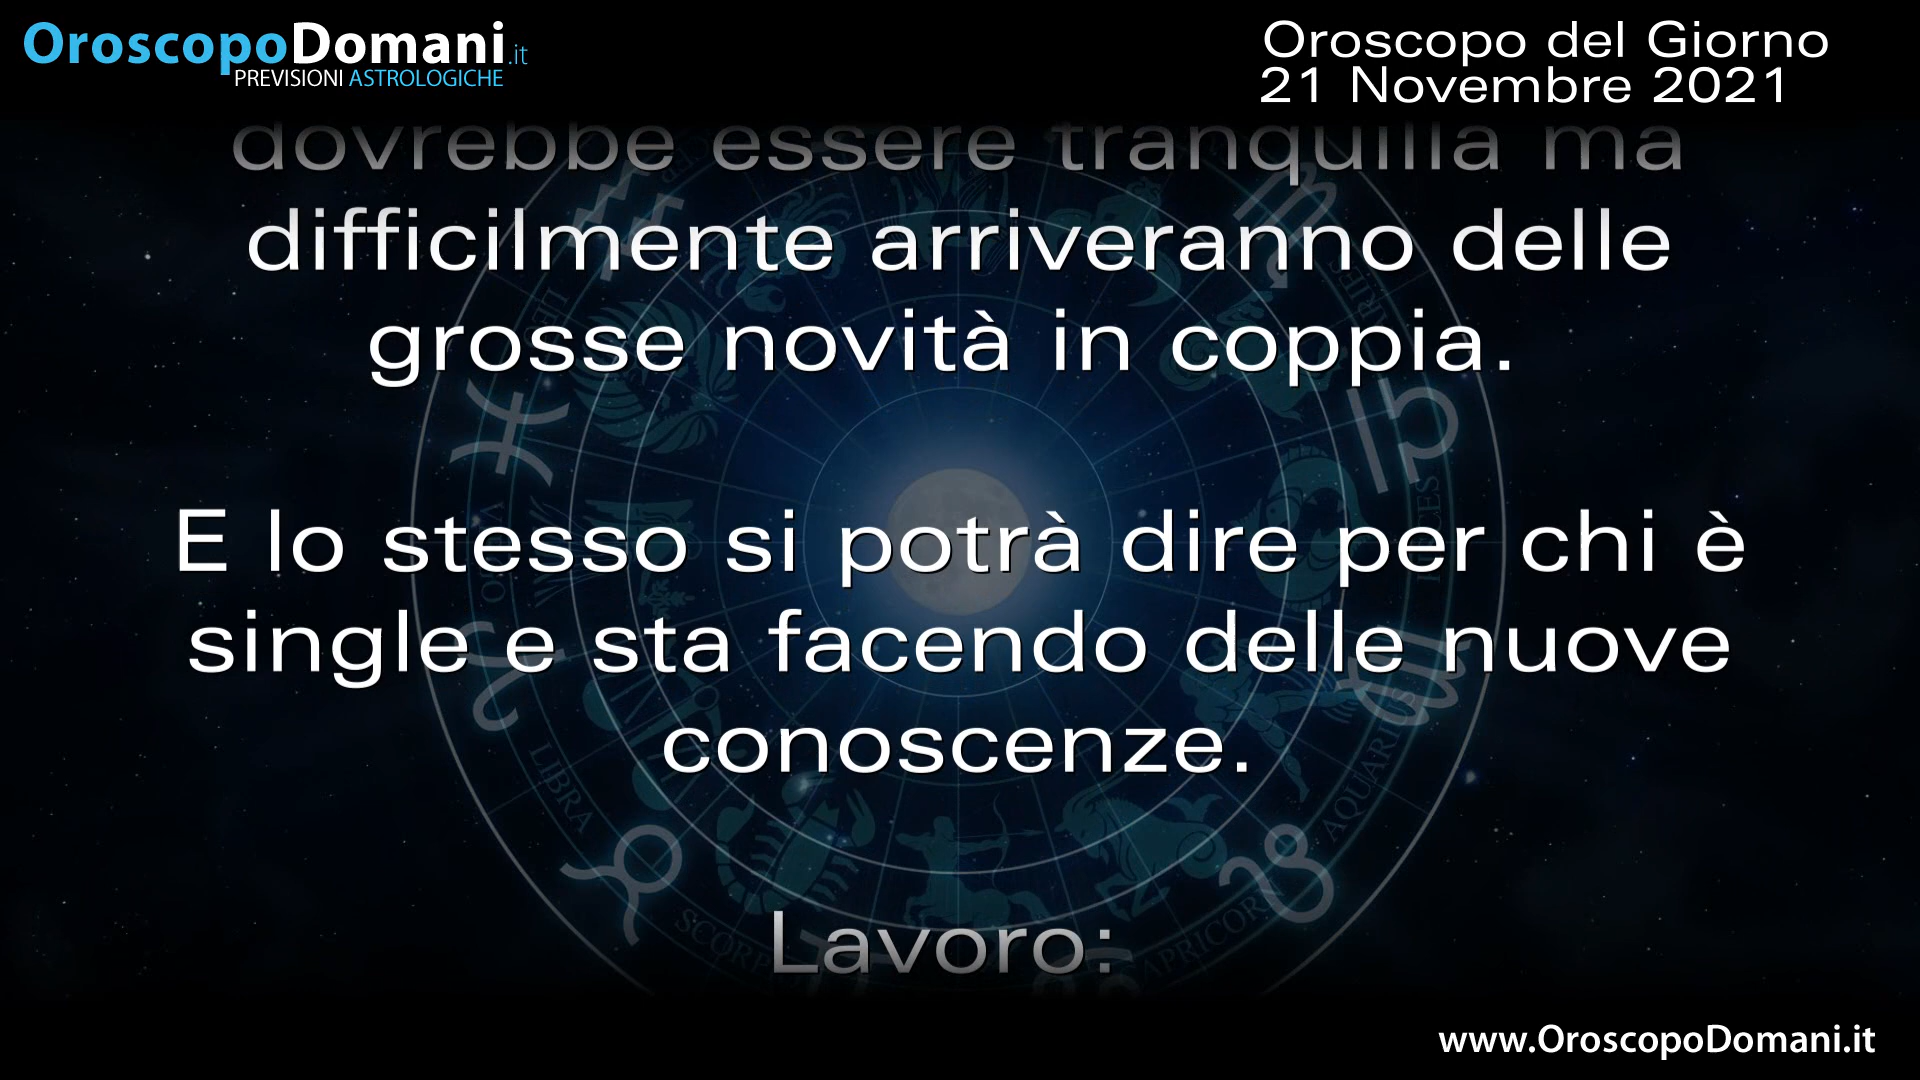 OroscopoDomani.it
PREVISIONI ASTROLOGICHE
Oroscopo del Giorno
21 Novembre 2021
dovrebbe essere tranquilla ma
difficilmente arriveranno delle
grosse novità in coppia.
E lo stesso si potrà dire per chi è
single e sta facendo delle nuove
conoscenze.
LIBRA
AQUARIUS
Lavoro:
www.OroscopoDomani.it